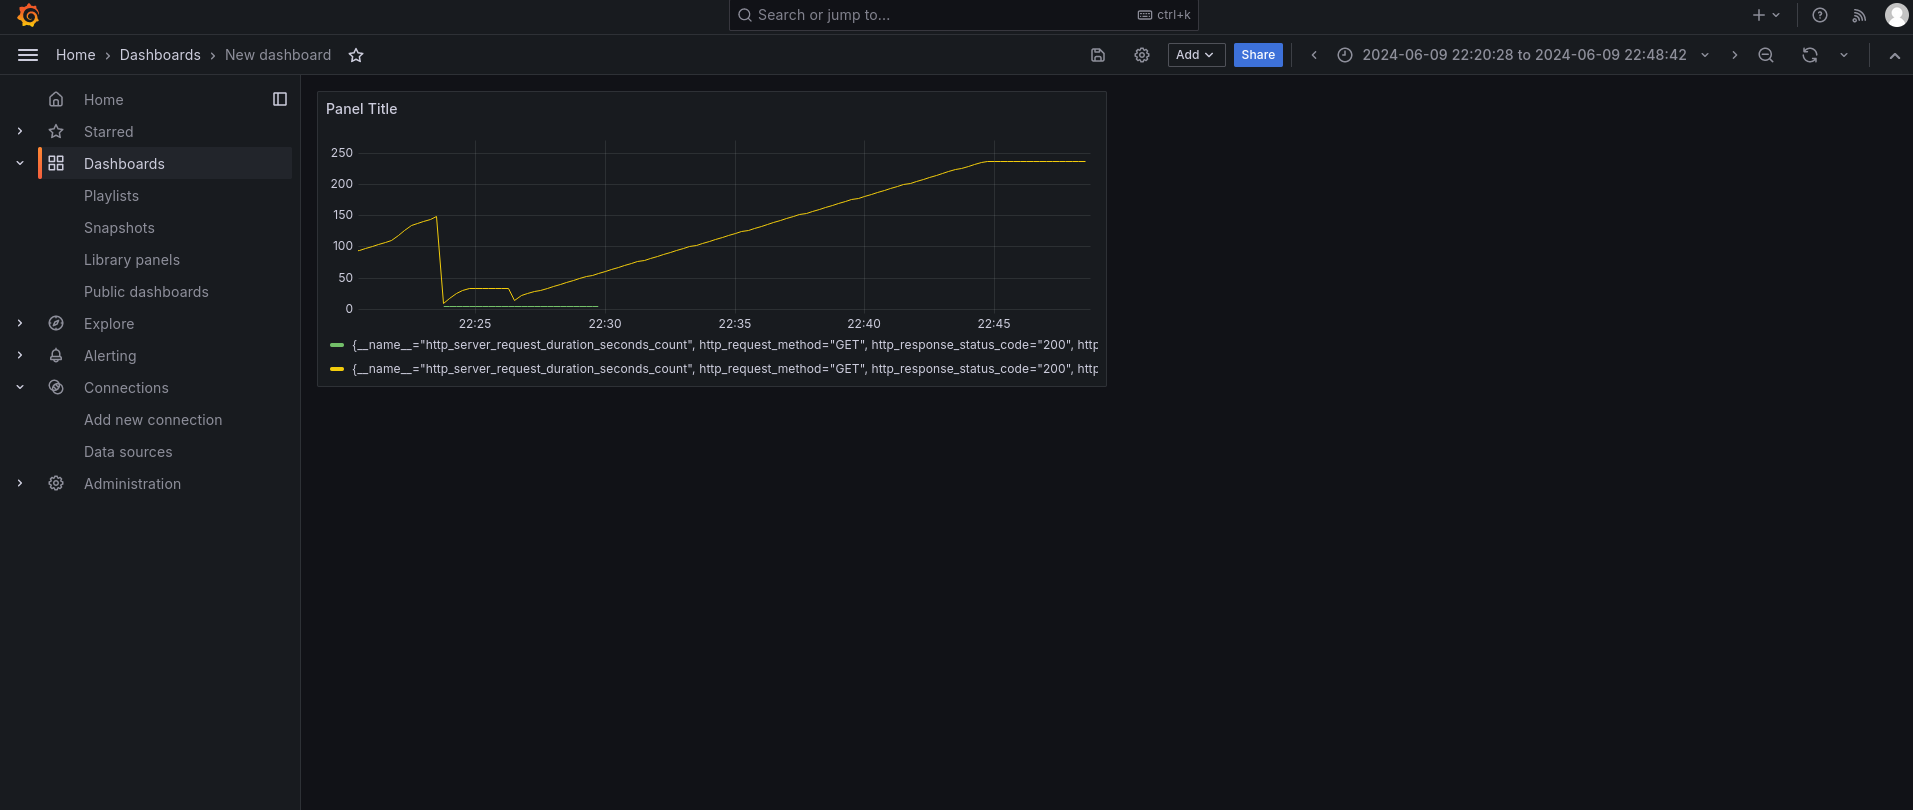 Search or jump to...
ctrl+k
Home › Dashboards › New dashboard
Add
Share
2024-06-09 22:20:28 to 2024-06-09 22:48:42
Home
Starred
Dashboards
Playlists
Snapshots
Library panels
Public dashboards
Explore
Alerting
Connections
Add new connection
Data sources
Administration
Panel Title
250
200
150
100
50
0
22:25 22:30 22:35 22:40 22:45
{__name__="http_server_request_duration_seconds_count", http_request_method="GET", http_response_status_code="200", http
{__name__="http_server_request_duration_seconds_count", http_request_method="GET", http_response_status_code="200", http